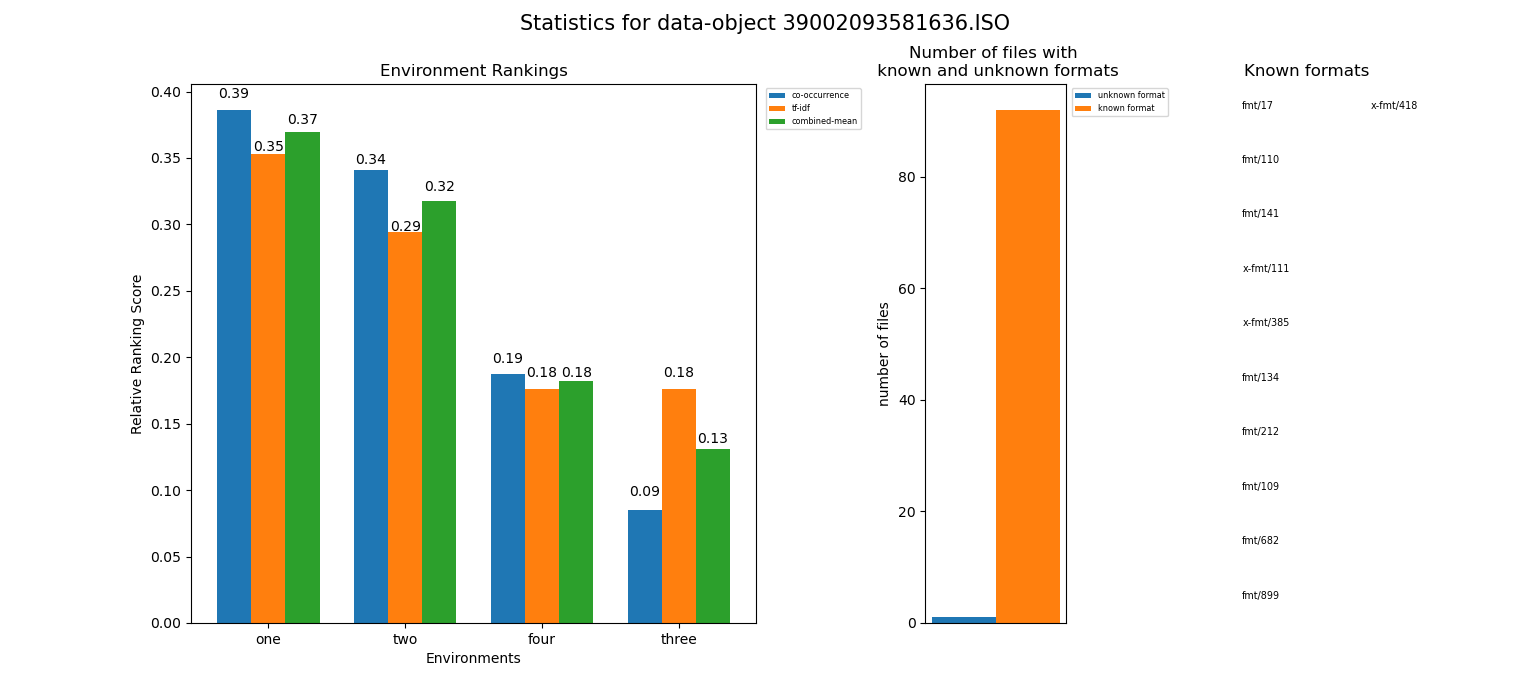 Statistics for data-object 39002093581636.ISO
Environment Rankings
0.40
0.35
0.30
0.25
0.20
0.15
0.10
0.05
0.00
Relative Ranking Score
0.39
0.35
0.37
0.34
0.29
0.32
0.19
0.18
0.18
0.09
0.18
0.13
one
two
four
three
Environments
co-occurrence
tf-idf
combined-mean
Number of files with
known and unknown formats
80
60
40
20
0
number of files
unknown format
known format
Known formats
fmt/17
x-fmt/418
fmt/110
fmt/141
x-fmt/111
x-fmt/385
fmt/134
fmt/212
fmt/109
fmt/682
fmt/899